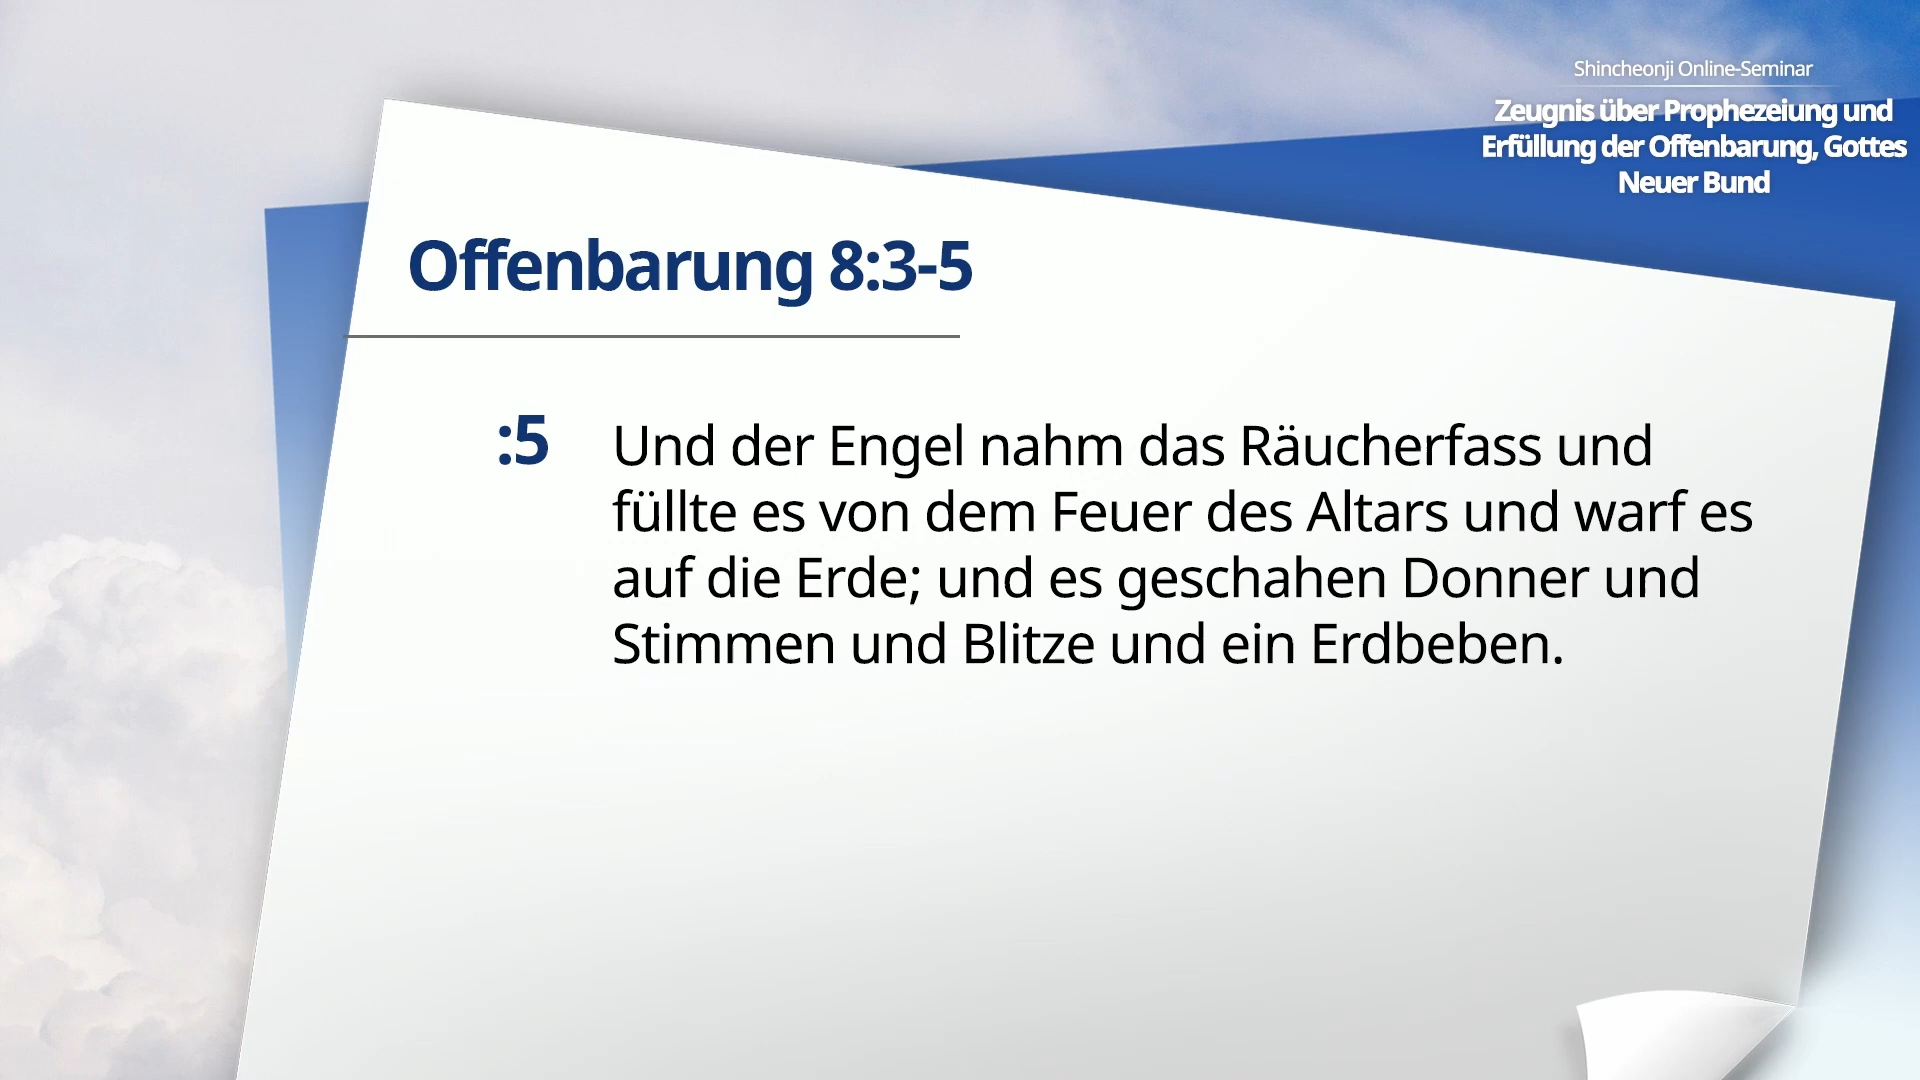 Shincheonji Online-Seminar
Zeugnis über Prophezeiung und
Erfüllung der Offenbarung, Gottes
Neuer Bund
Offenbarung 8:3-5
:5 Und der Engel nahm das Räucherfass und
füllte es von dem Feuer des Altars und warf es
auf die Erde; und es geschahen Donner und
Stimmen und Blitze und ein Erdbeben.